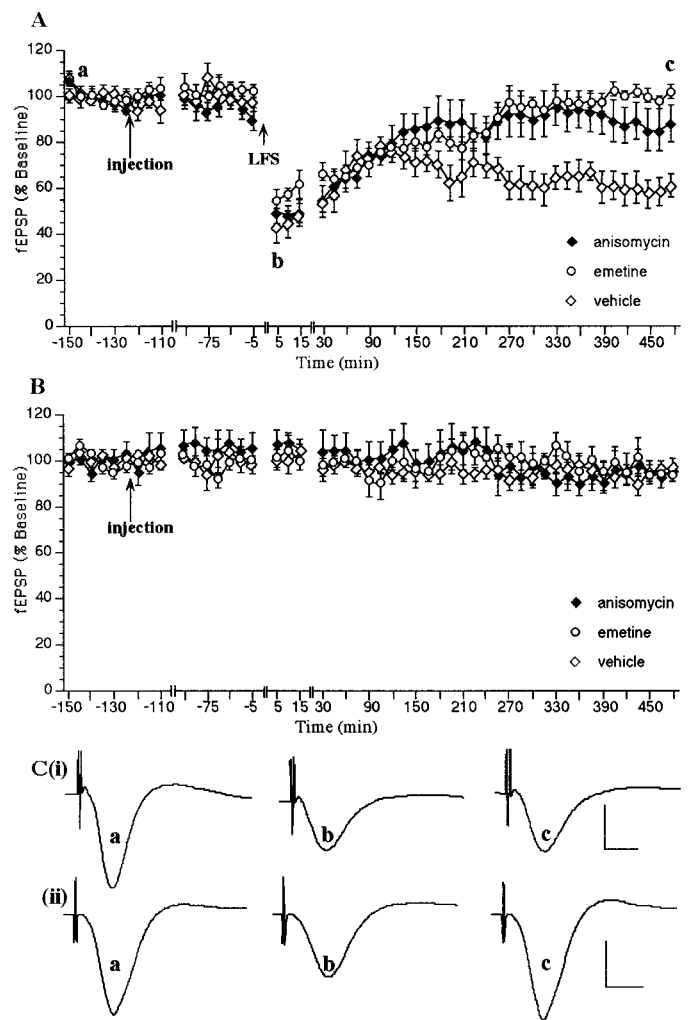 A
120
100
80
60
40
20
0
fEPSP (% Baseline)
a
injection
LFS
b
c
anisomycin
emetine
vehicle
-150 -130 -110 -75 -5 5 15 30 90 150 210 270 330 390 450
Time (min)
B
120
100
80
60
40
20
0
fEPSP (% Baseline)
injection
anisomycin
emetine
vehicle
-150 -130 -110 -75 -5 5 15 30 90 150 210 270 330 390 450
Time (min)
C(i)
a
b
c
(ii)
a
b
c